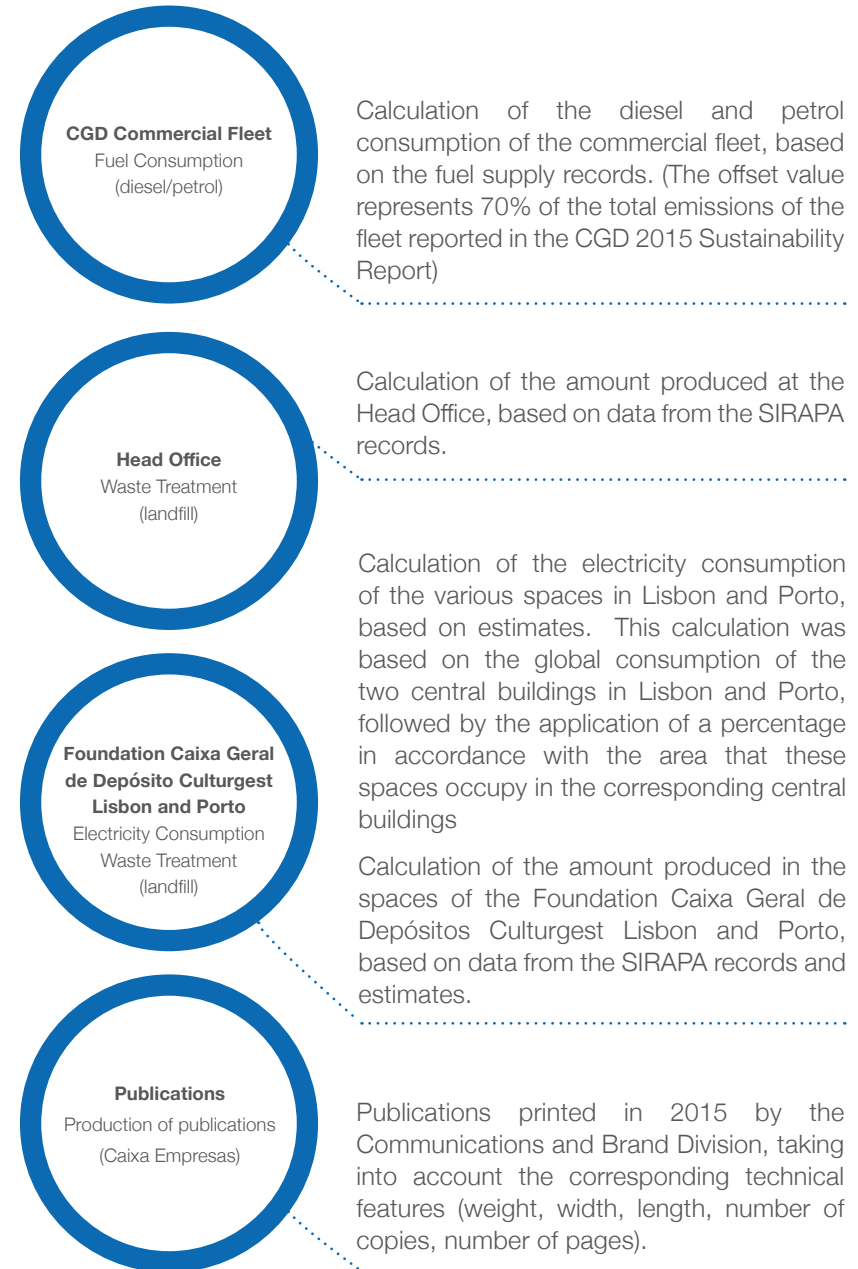 CGD Commercial Fleet
Fuel Consumption
(diesel/petrol)
Calculation of the diesel and petrol
consumption of the commercial fleet, based
on the fuel supply records. (The offset value
represents 70% of the total emissions of the
fleet reported in the CGD 2015 Sustainability
Report)
Head Office
Waste Treatment
(landfill)
Calculation of the amount produced at the
Head Office, based on data from the SIRAPA
records.
Foundation Caixa Geral
de Depósito Culturgest
Lisbon and Porto
Electricity Consumption
Waste Treatment
(landfill)
Calculation of the electricity consumption
of the various spaces in Lisbon and Porto,
based on estimates. This calculation was
based on the global consumption of the
two central buildings in Lisbon and Porto,
followed by the application of a percentage
in accordance with the area that these
spaces occupy in the corresponding central
buildings
Calculation of the amount produced in the
spaces of the Foundation Caixa Geral de
Depósitos Culturgest Lisbon and Porto,
based on data from the SIRAPA records and
estimates.
Publications
Production of publications
(Caixa Empresas)
Publications printed in 2015 by the
Communications and Brand Division, taking
into account the corresponding technical
features (weight, width, length, number of
copies, number of pages).